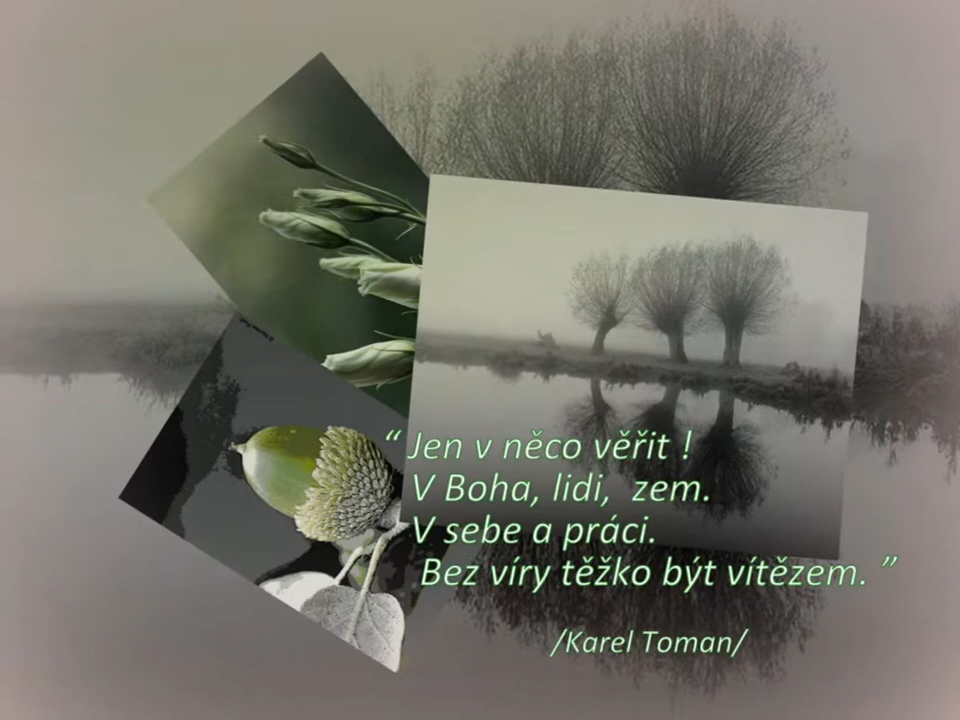 “ Jen v něco věřit !
V Boha, lidi,  zem.
V sebe a práci.
Bez víry těžko být vítězem. ”
/Karel Toman/